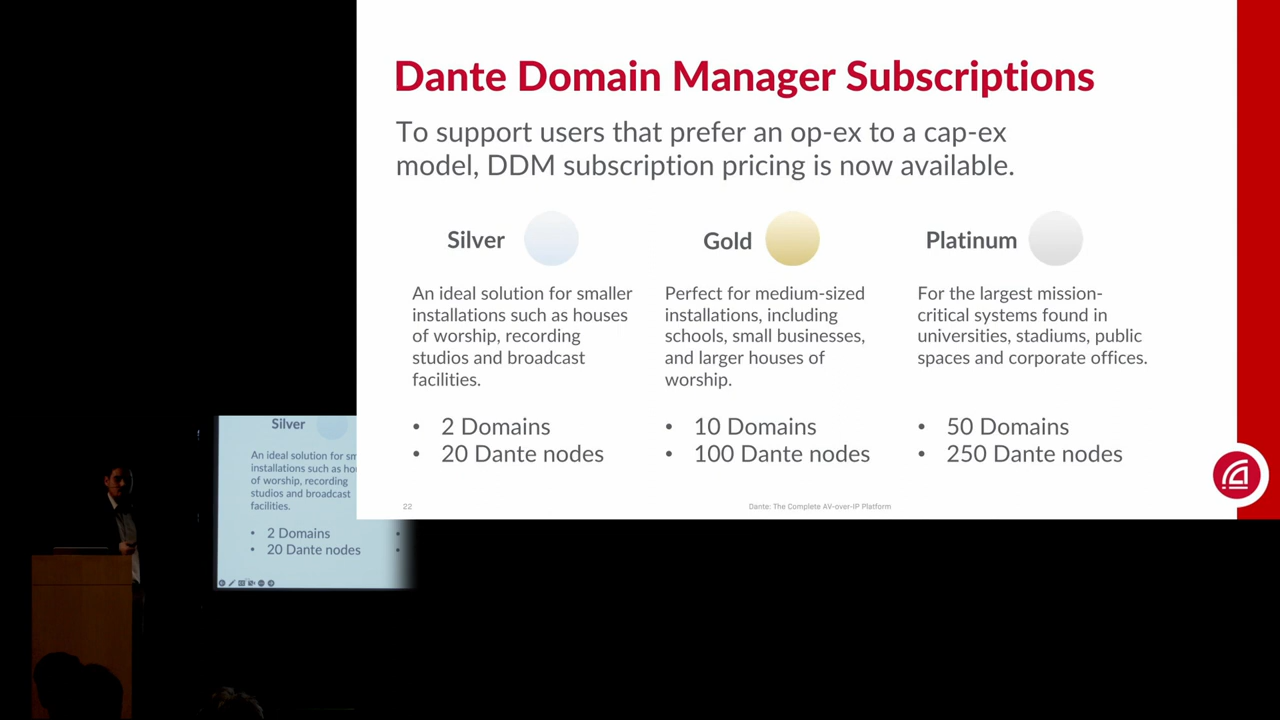 Dante Domain Manager Subscriptions
To support users that prefer an op-ex to a cap-ex
model, DDM subscription pricing is now available.
Silver
An ideal solution for smaller
installations such as houses
of worship, recording
studios and broadcast
facilities.
• 2 Domains
• 20 Dante nodes
Gold
Perfect for medium-sized
installations, including
schools, small businesses,
and larger houses of
worship.
• 10 Domains
• 100 Dante nodes
Platinum
For the largest mission-
critical systems found in
universities, stadiums, public
spaces and corporate offices.
• 50 Domains
• 250 Dante nodes
22
Dante: The Complete AV-over-IP Platform
Silver
An ideal solution for sm
installations such as ho
of worship, recording
studios and broadcast
facilities.
• 2 Domains
• 20 Dante nodes